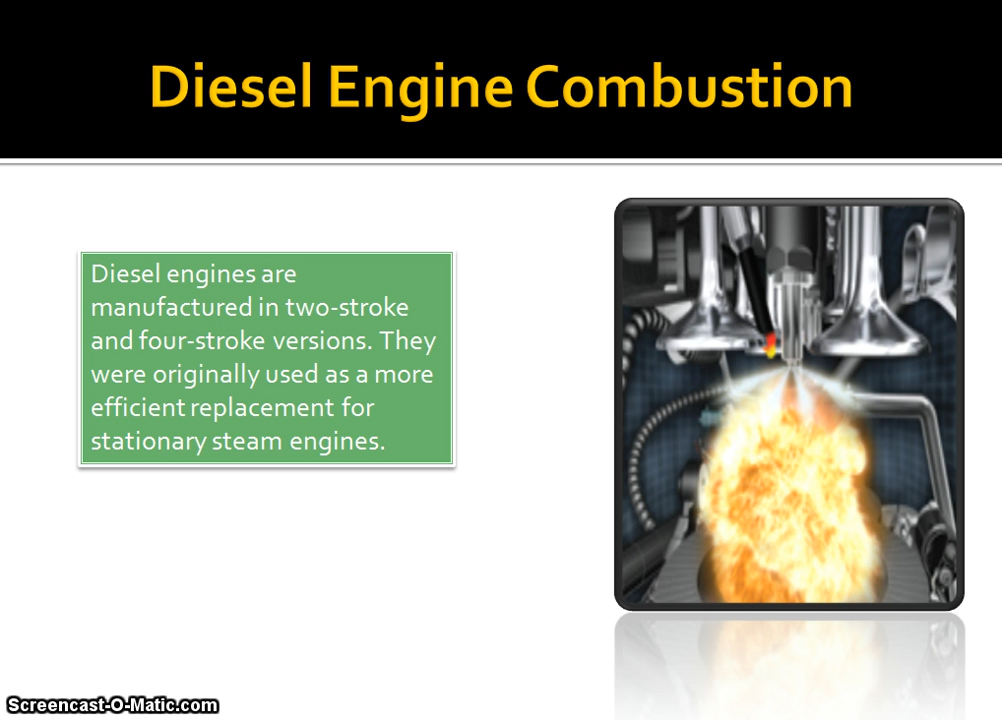 Diesel Engine Combustion
Diesel engines are
manufactured in two-stroke
and four-stroke versions. They
were originally used as a more
efficient replacement for
stationary steam engines.
Screencast-O-Matic.com